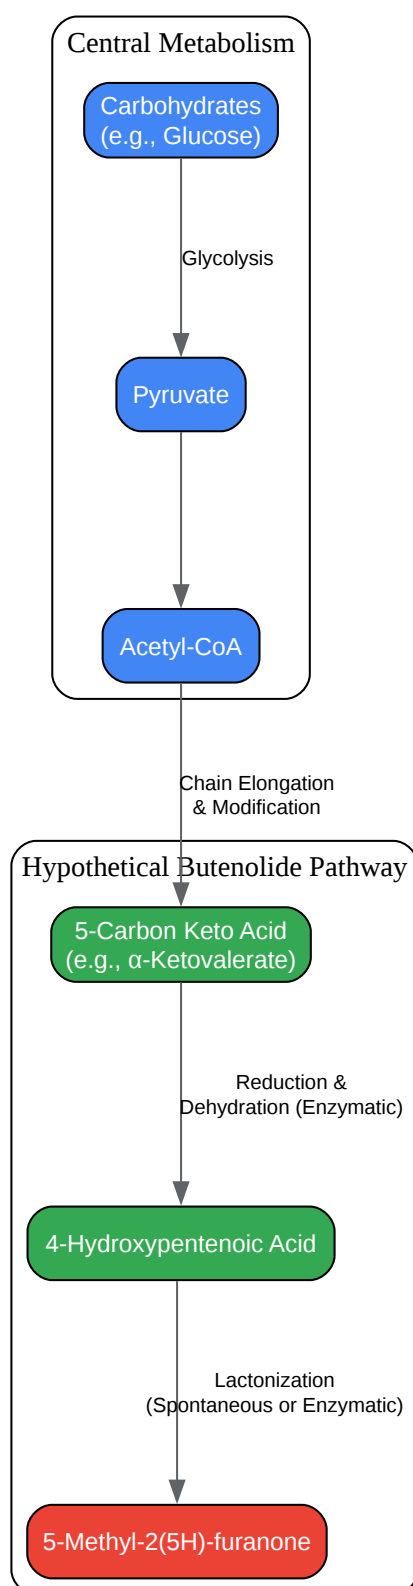 Central Metabolism
Carbohydrates
(e.g., Glucose)
Glycolysis
Pyruvate
Acetyl-CoA
Chain Elongation
& Modification
Hypothetical Butenolide Pathway
5-Carbon Keto Acid
(e.g., α-Ketovalerate)
Reduction &
Dehydration (Enzymatic)
4-Hydroxypentenoic Acid
Lactonization
(Spontaneous or Enzymatic)
5-Methyl-2(5H)-furanone